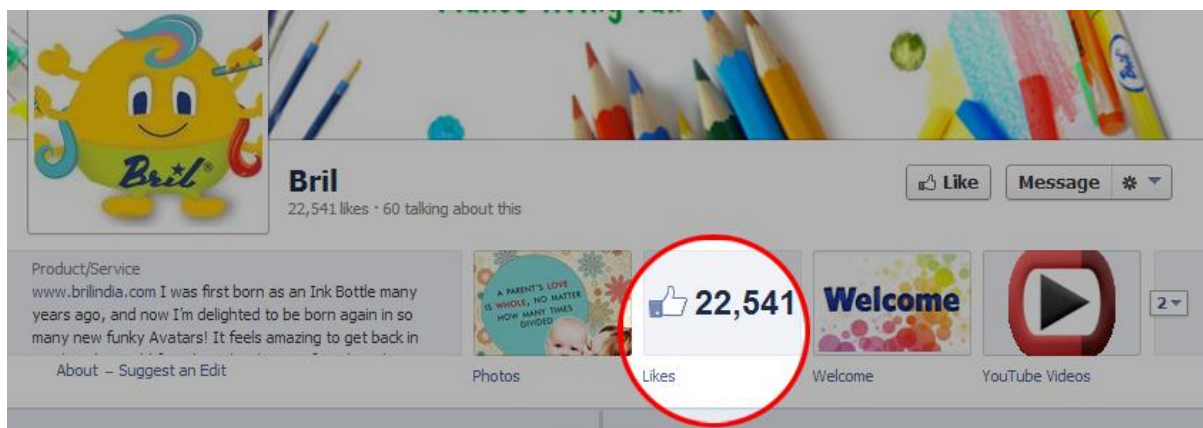 Bril
Bril
Bril
22,541 likes · 60 talking about this
Like
Message
Product/Service
www.brilindia.com I was first born as an Ink Bottle many
years ago, and now I'm delighted to be born again in so
many new funky Avatars! It feels amazing to get back in
About – Suggest an Edit
A PARENT'S LOVE
IS WHOLE, NO MATTER
HOW MANY TIMES
DIVIDED
Photos
22,541
Likes
Welcome
Welcome
YouTube Videos
2